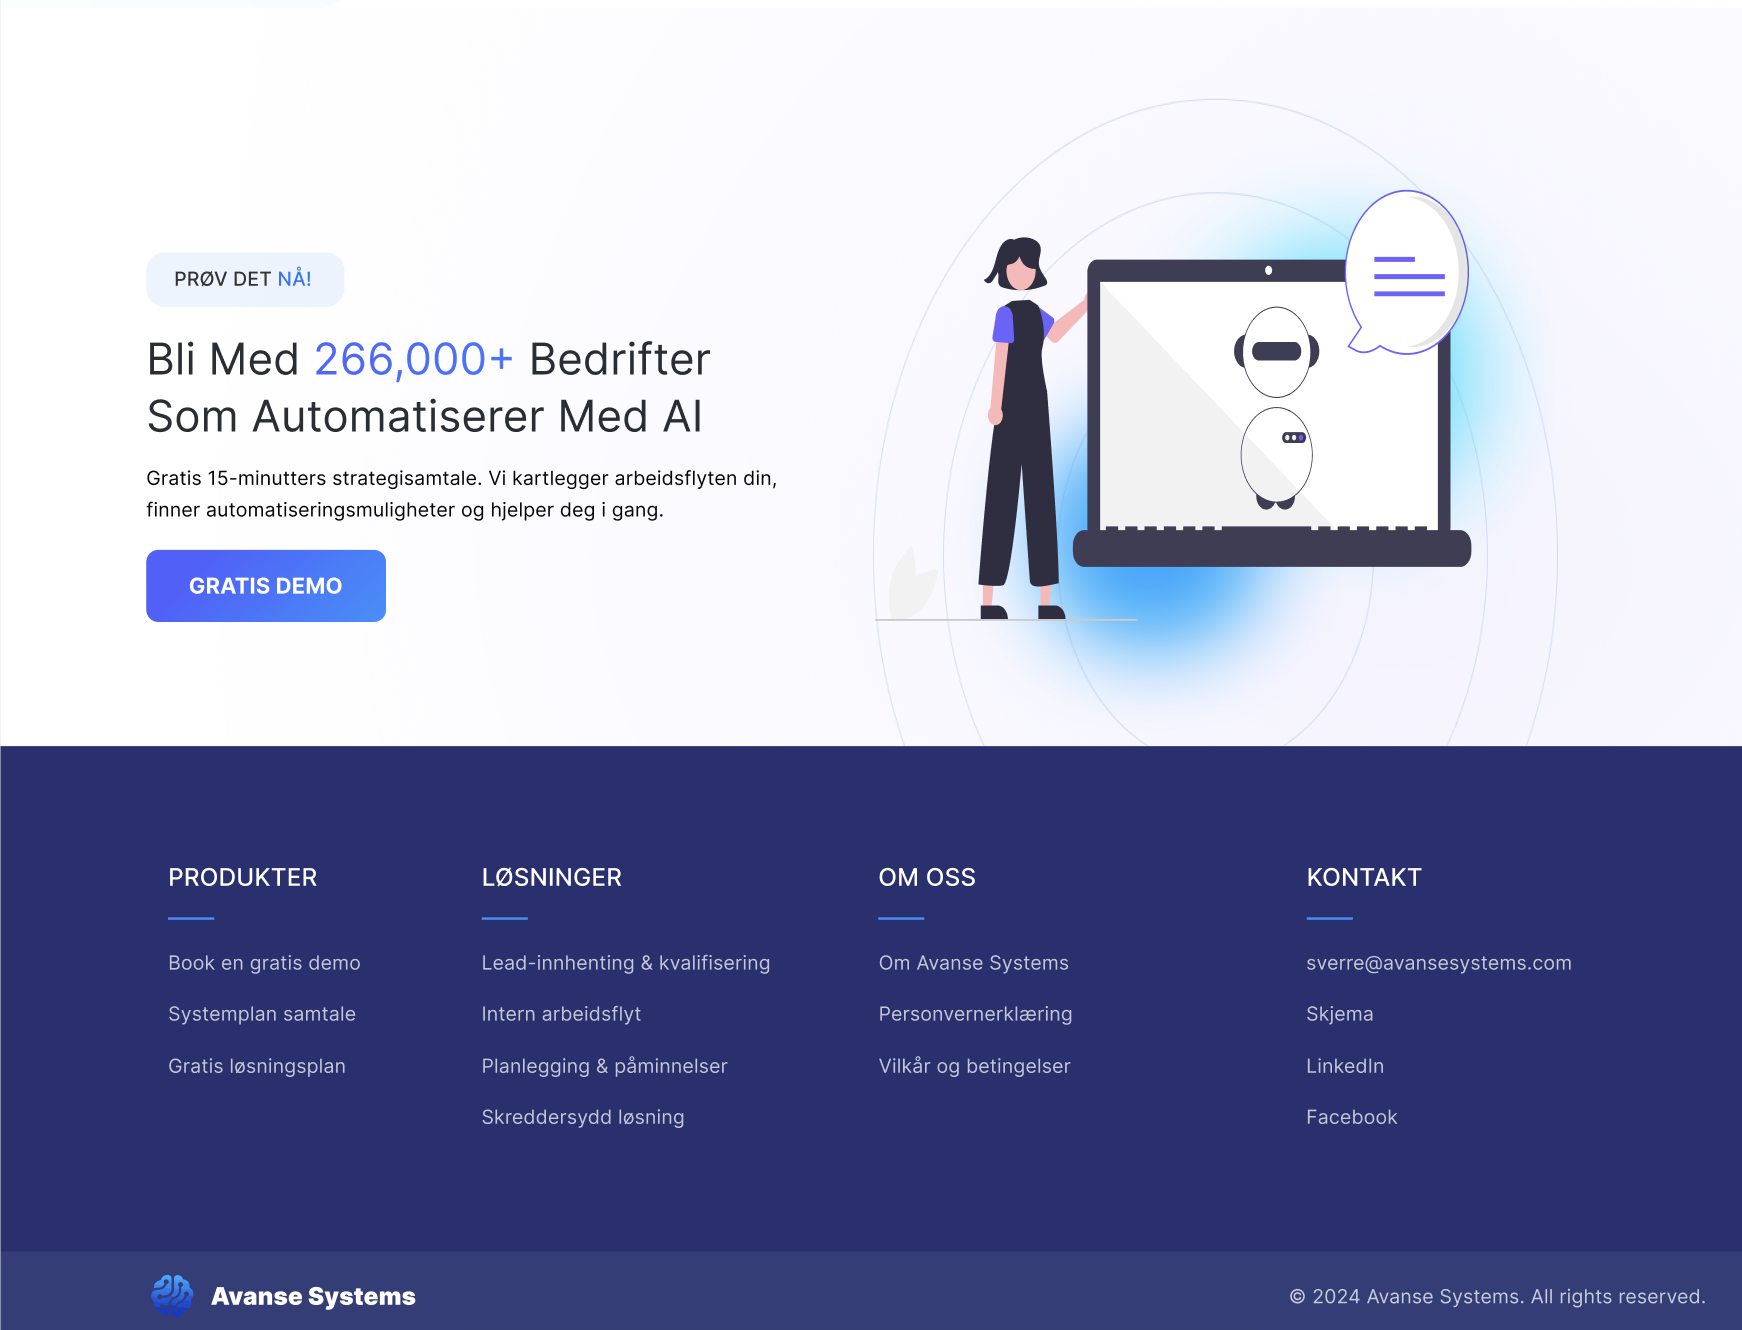 PRØV DET NÅ!
Bli Med 266,000+ Bedrifter
Som Automatiserer Med AI
Gratis 15-minutters strategisamtale. Vi kartlegger arbeidsflyten din,
finner automatiseringsmuligheter og hjelper deg i gang.
GRATIS DEMO
PRODUKTER
Book en gratis demo
Systemplan samtale
Gratis løsningsplan
LØSNINGER
Lead-innhenting & kvalifisering
Intern arbeidsflyt
Planlegging & påminnelser
Skreddersydd løsning
OM OSS
Om Avanse Systems
Personvernerklæring
Vilkår og betingelser
KONTAKT
sverre@avansesystems.com
Skjema
LinkedIn
Facebook
Avanse Systems
© 2024 Avanse Systems. All rights reserved.